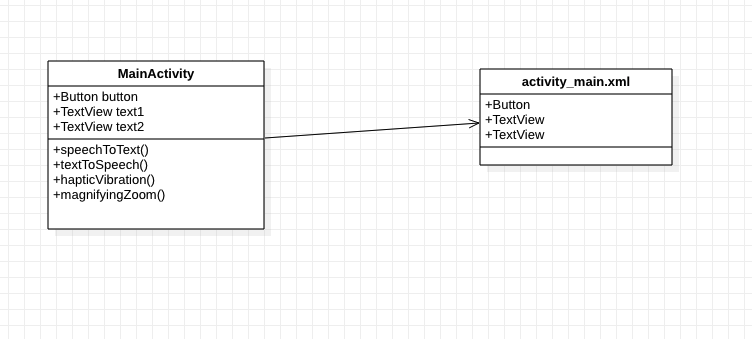 MainActivity
+Button button
+TextView text1
+TextView text2
+speechToText()
+textToSpeech()
+hapticVibration()
+magnifyingZoom()
activity_main.xml
+Button
+TextView
+TextView